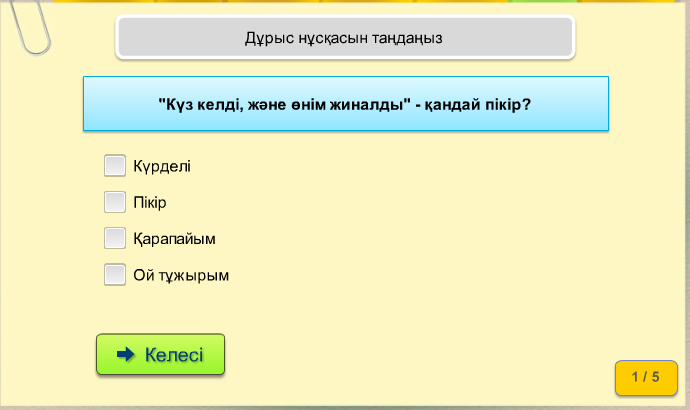 Дұрыс нұсқасын таңдаңыз
"Күз келді, және өнім жиналды" - қандай пікір?
Күрделі
Пікір
Қарапайым
Ой тұжырым
Келесі
1 / 5